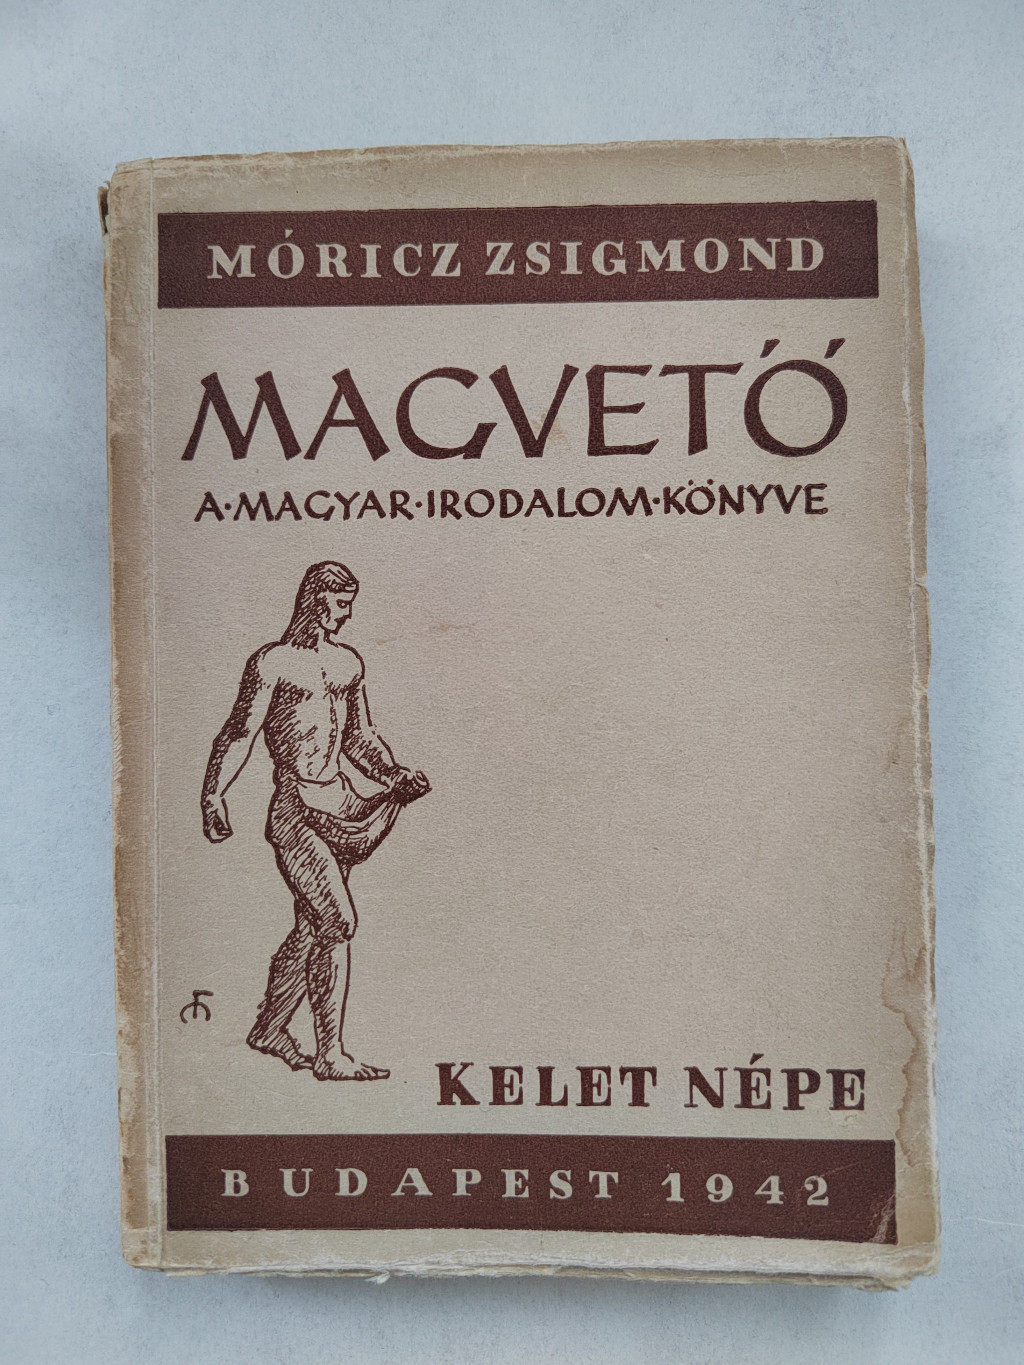 MÓRICZ ZSIGMOND
MAGVETŐ
A·MAGYAR·IRODALOM·KÖNYVE
KELET NÉPE
BUDAPEST 1942